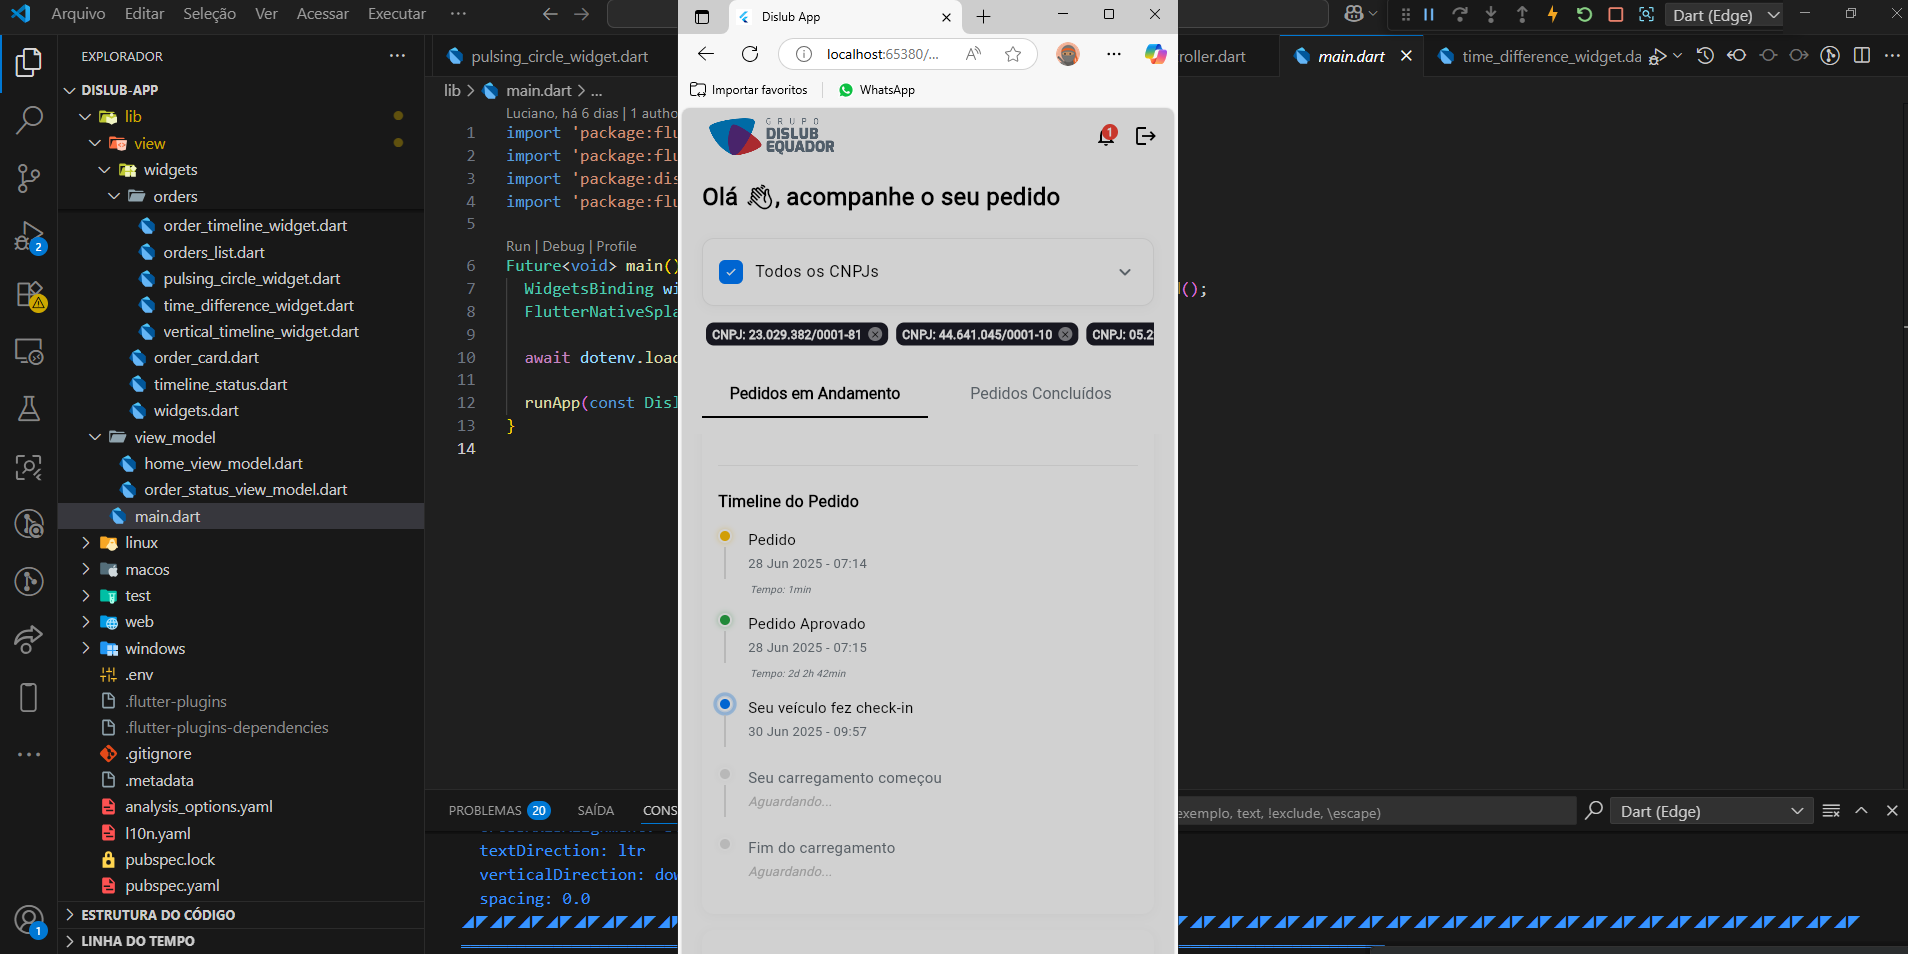 Arquivo Editar Seleção Ver Acessar Executar ···
Dart (Edge)
EXPLORADOR
DISLUB-APP
lib
view
widgets
orders
order_timeline_widget.dart
orders_list.dart
pulsing_circle_widget.dart
time_difference_widget.dart
vertical_timeline_widget.dart
order_card.dart
timeline_status.dart
widgets.dart
view_model
home_view_model.dart
order_status_view_model.dart
main.dart
linux
macos
test
web
windows
.env
.flutter-plugins
.flutter-plugins-dependencies
.gitignore
.metadata
analysis_options.yaml
l10n.yaml
pubspec.lock
pubspec.yaml
ESTRUTURA DO CÓDIGO
LINHA DO TEMPO
2
1
pulsing_circle_widget.dart
roller.dart
main.dart
time_difference_widget.da
lib > main.dart > ...
Luciano, há 6 dias | 1 autho
1 import 'package:flu
2 import 'package:flu
3 import 'package:dis
4 import 'package:flu
5
Run | Debug | Profile
6 Future<void> main()
7 WidgetsBinding wi
();
8 FlutterNativeSpla
9
10 await dotenv.load
11
12 runApp(const Disl
13 }
14
PROBLEMAS 20 SAÍDA CONS
exemplo, text, !exclude, \escape)
Dart (Edge)
textDirection: ltr
verticalDirection: dow
spacing: 0.0
Dislub App
localhost:65380/...
Importar favoritos
WhatsApp
GRUPO
DISLUB
EQUADOR
1
Olá 👋, acompanhe o seu pedido
Todos os CNPJs
CNPJ: 23.029.382/0001-81
CNPJ: 44.641.045/0001-10
CNPJ: 05.2
Pedidos em Andamento
Pedidos Concluídos
Timeline do Pedido
Pedido
28 Jun 2025 - 07:14
Tempo: 1min
Pedido Aprovado
28 Jun 2025 - 07:15
Tempo: 2d 2h 42min
Seu veículo fez check-in
30 Jun 2025 - 09:57
Seu carregamento começou
Aguardando...
Fim do carregamento
Aguardando...